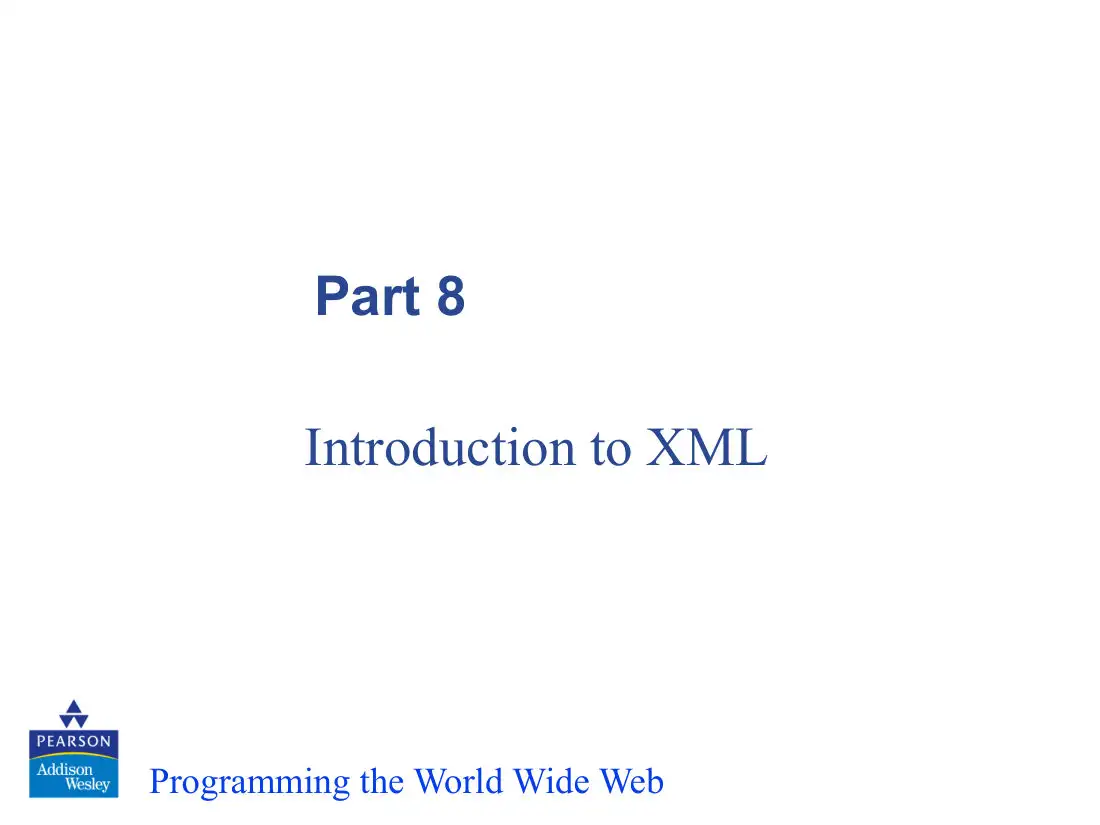 Part 8
Introduction to XML
PEARSON
Addison
Wesley
Programming the World Wide Web